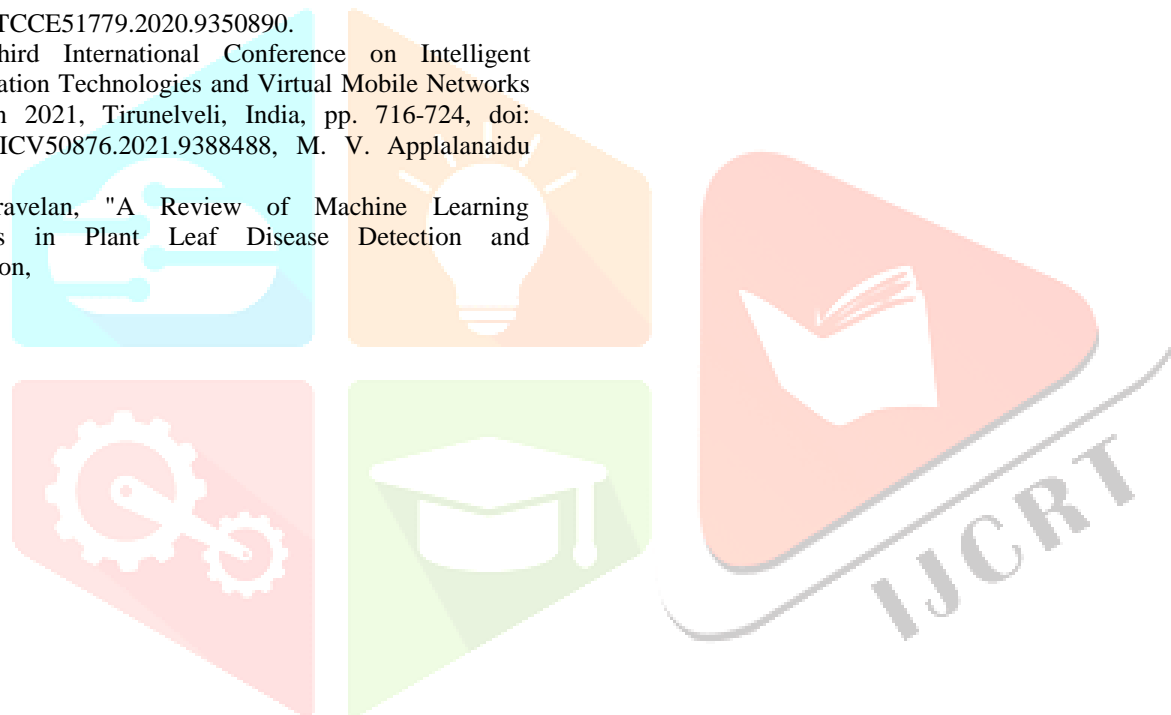 TCCE51779.2020.9350890.
hird International Conference on Intelligent
ation Technologies and Virtual Mobile Networks
2021, Tirunelveli, India, pp. 716-724, doi:
ICV50876.2021.9388488, M. V. Applalanaidu
ravelan, "A Review of Machine Learning
s in Plant Leaf Disease Detection and
on,
IJCRT